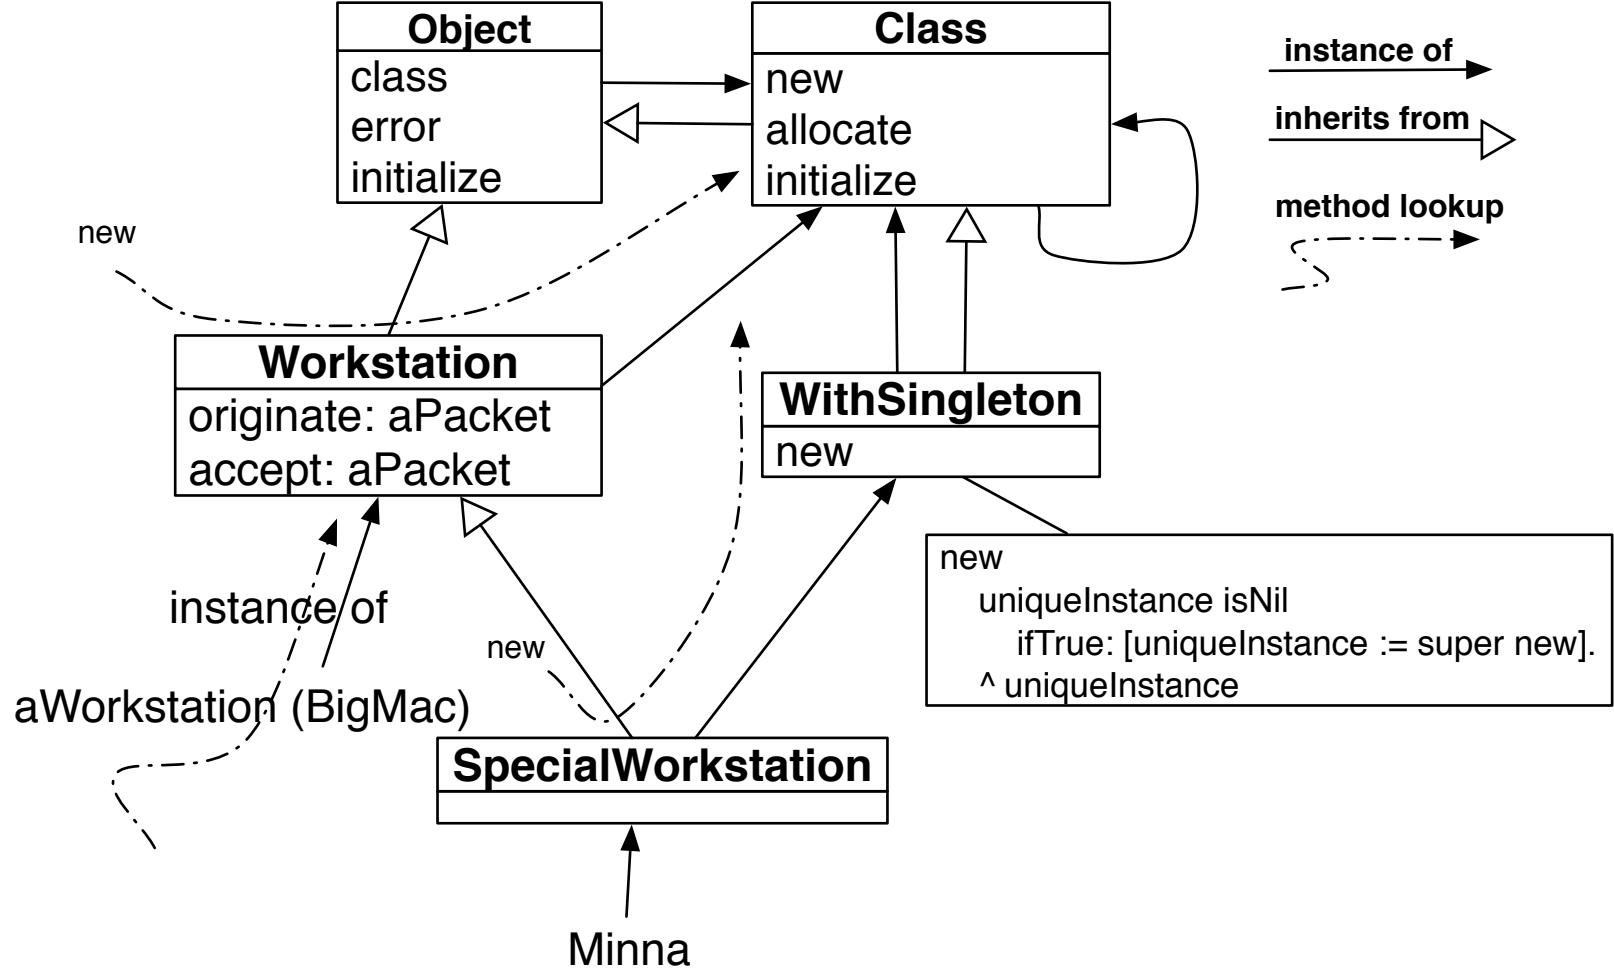 Object
class
error
initialize
Class
new
allocate
initialize
instance of
inherits from
method lookup
new
Workstation
originate: aPacket
accept: aPacket
WithSingleton
new
new
uniqueInstance isNil
ifTrue: [uniqueInstance := super new].
^ uniqueInstance
instance of
new
aWorkstation (BigMac)
SpecialWorkstation
Minna